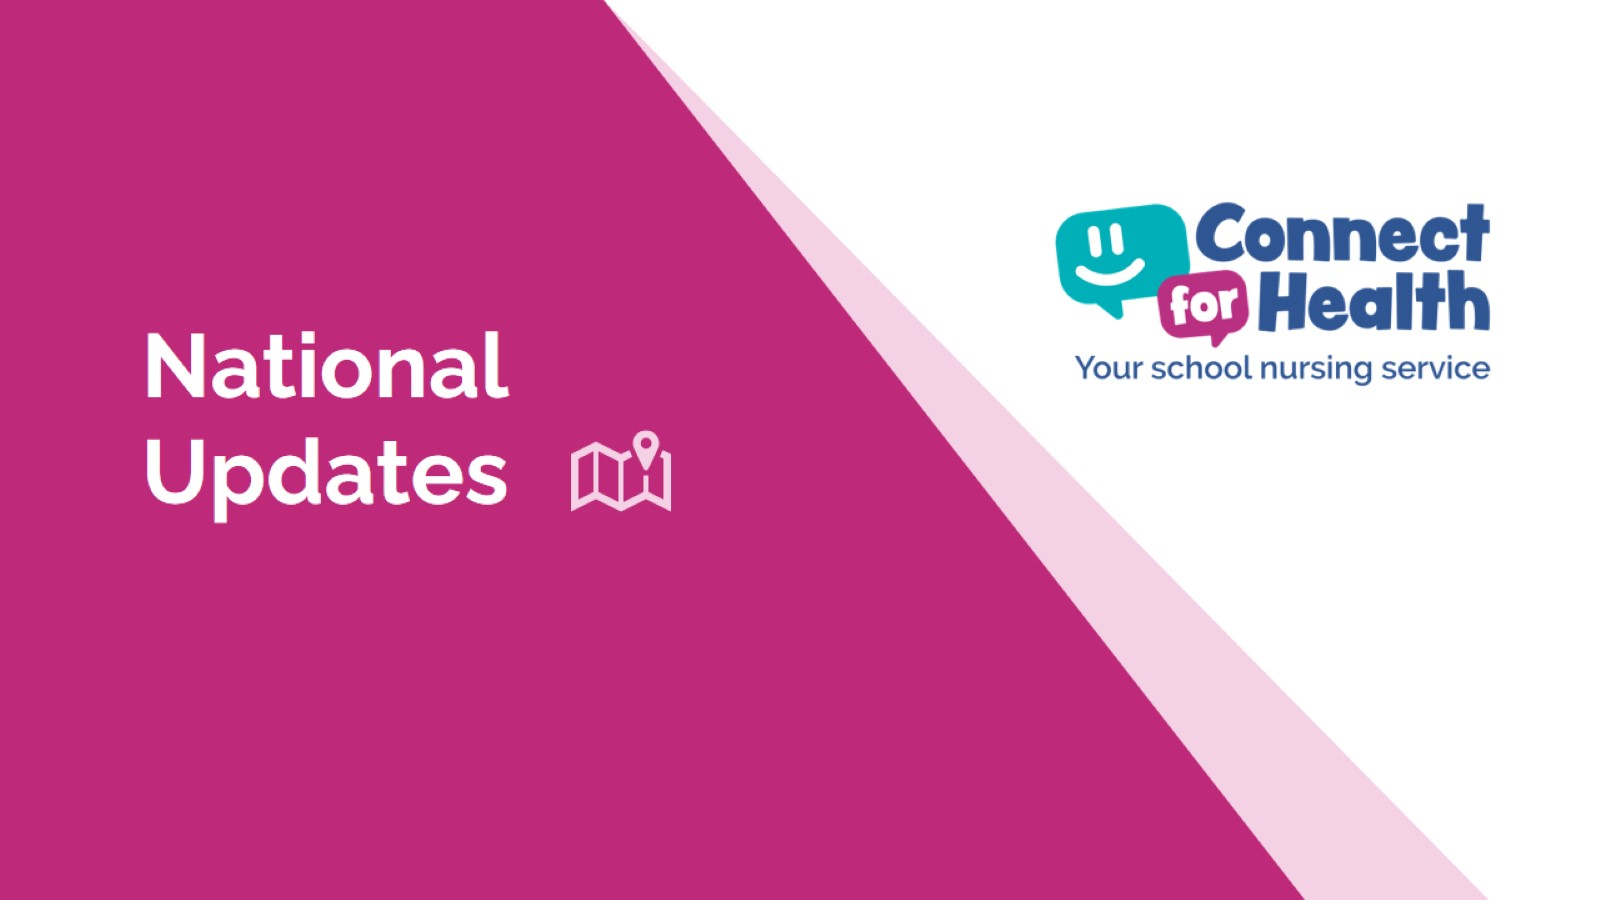 National
Updates
Connect
for Health
Your school nursing service